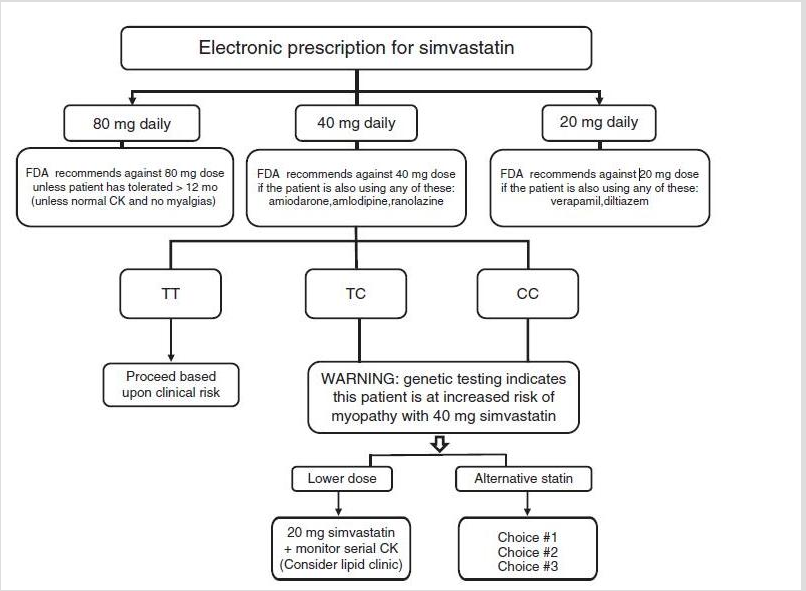 Electronic prescription for simvastatin
80 mg daily
40 mg daily
20 mg daily
FDA recommends against 80 mg dose
unless patient has tolerated > 12 mo
(unless normal CK and no myalgias)
FDA recommends against 40 mg dose
if the patient is also using any of these:
amiodarone,amlodipine,ranolazine
FDA recommends against 20 mg dose
if the patient is also using any of these:
verapamil,diltiazem
TT
TC
CC
Proceed based
upon clinical risk
WARNING: genetic testing indicates
this patient is at increased risk of
myopathy with 40 mg simvastatin
Lower dose
Alternative statin
20 mg simvastatin
+ monitor serial CK
(Consider lipid clinic)
Choice #1
Choice #2
Choice #3